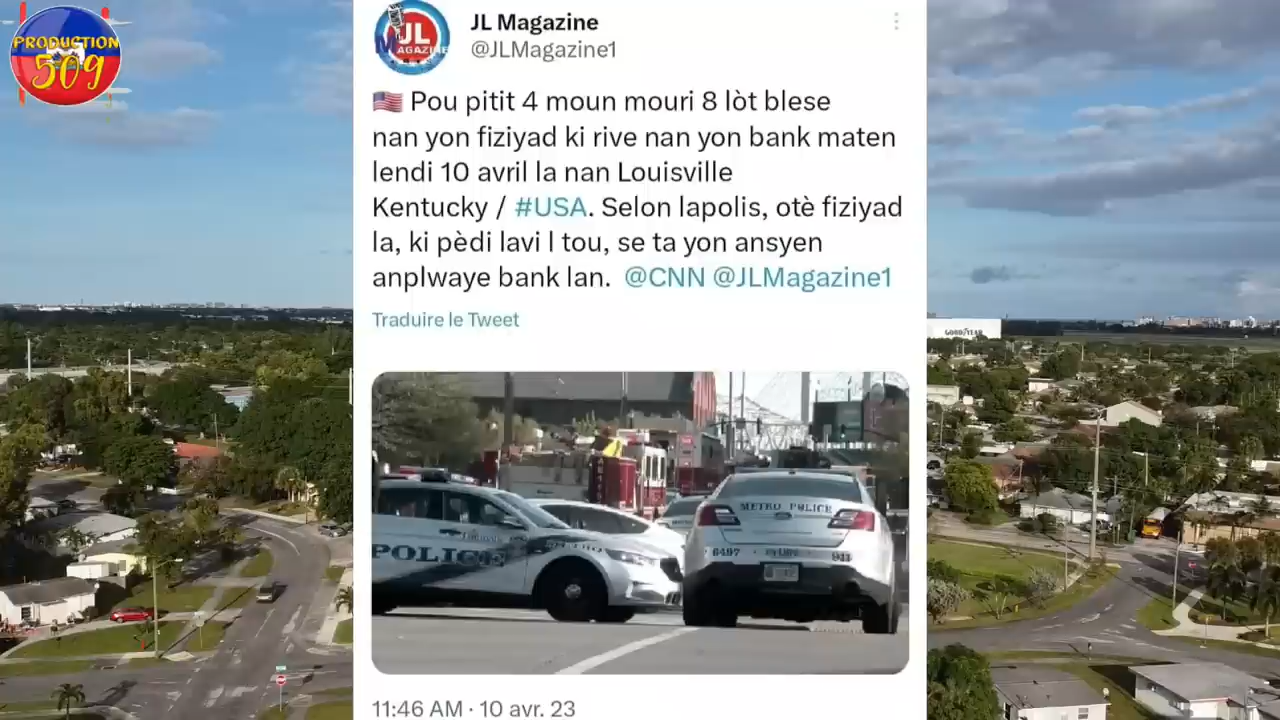 PRODUCTION
509
JL
MAGAZINE
JL Magazine
@JLMagazine1
🇺🇸 Pou pitit 4 moun mouri 8 lòt blese
nan yon fiziyad ki rive nan yon bank maten
lendi 10 avril la nan Louisville
Kentucky / #USA. Selon lapolis, otè fiziyad
la, ki pèdi lavi l tou, se ta yon ansyen
anplwaye bank lan. @CNN @JLMagazine1
Traduire le Tweet
GOODYEAR
POLICE
METRO POLICE
6497
911
11:46 AM · 10 avr. 23